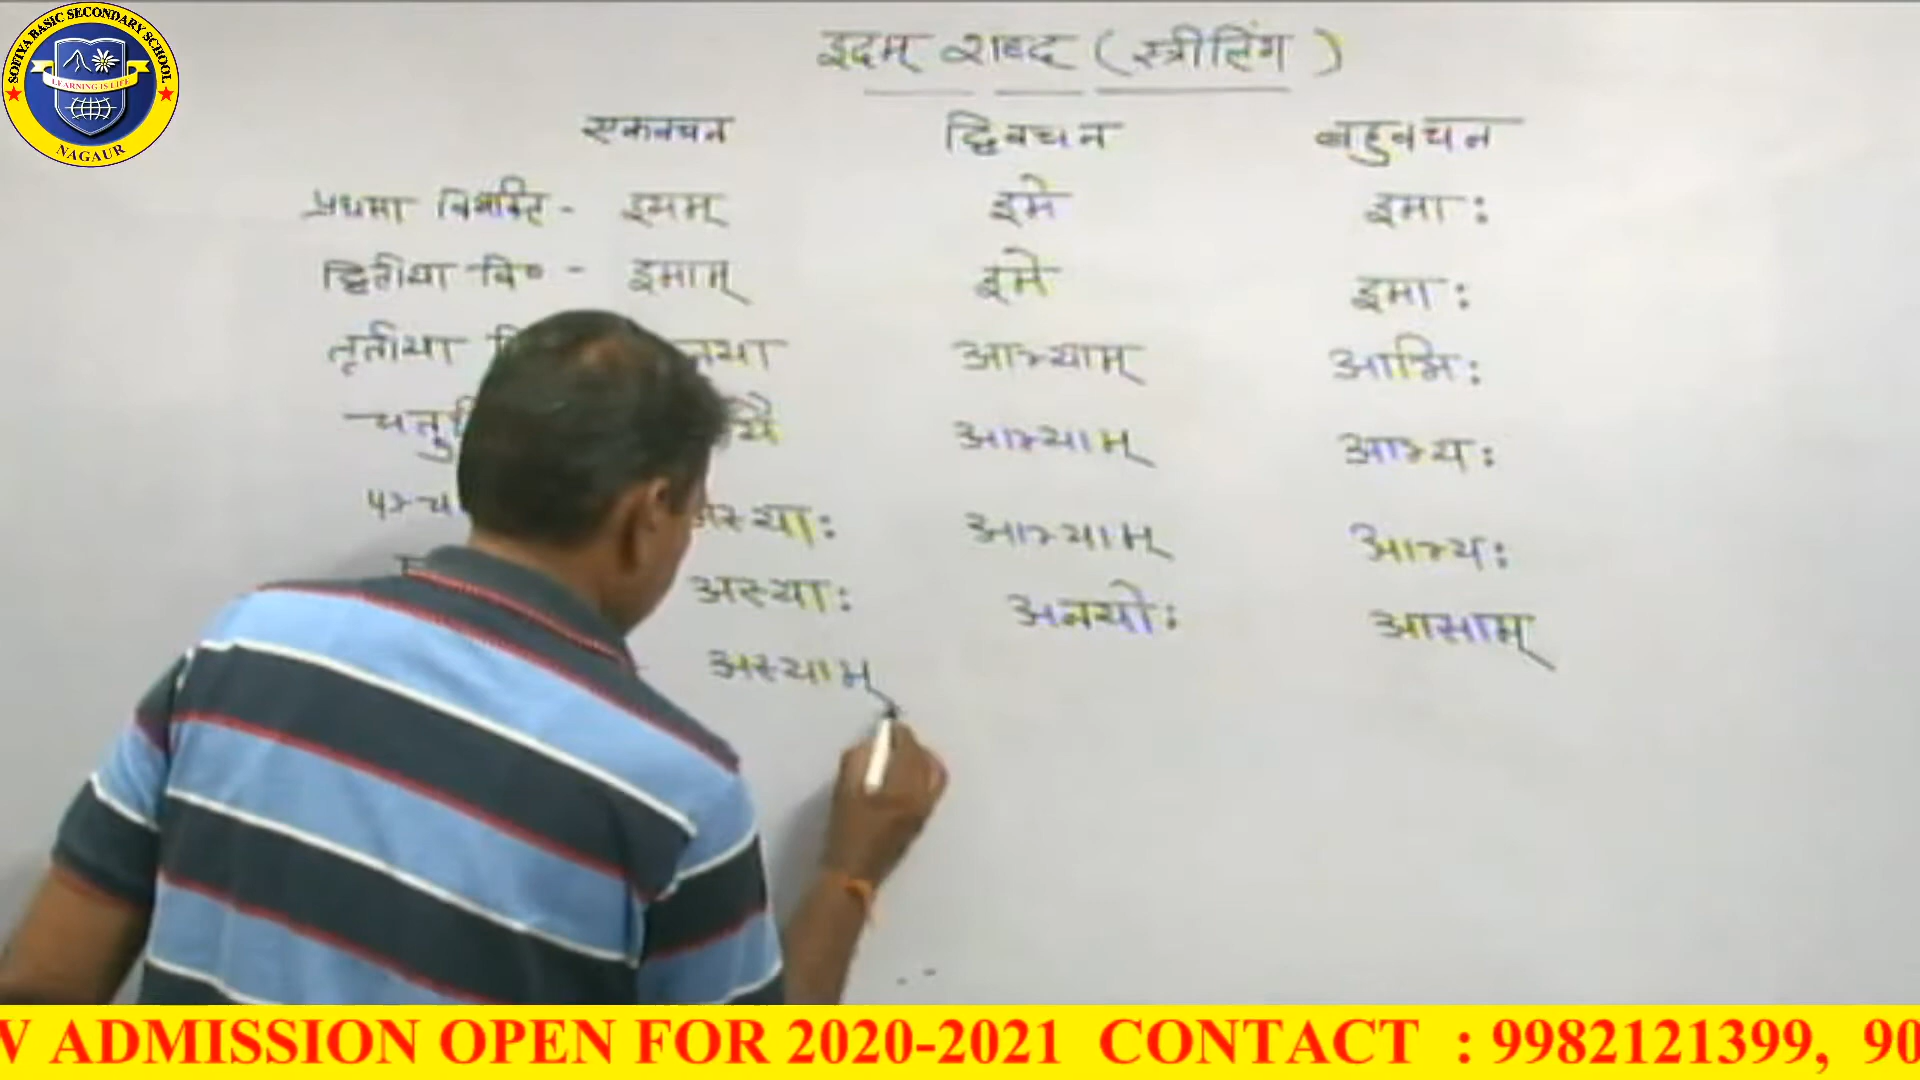 SOFIYA BASIC SECONDARY SCHOOL
LEARNING IS LIFE
NAGAUR
इदम् शब्द (स्त्रीलिंग)
एकवचन द्विवचन बहुवचन
प्रथमा विभक्ति - इमम् इमे इमाः
द्वितीया वि० - इमाम् इमे इमाः
तृतीया आभ्याम् आभिः
आभ्याम् आभ्यः
अस्याः आभ्याम् आभ्यः
अस्याः अनयोः आसाम्
अस्याम्
V ADMISSION OPEN FOR 2020-2021 CONTACT : 9982121399, 90